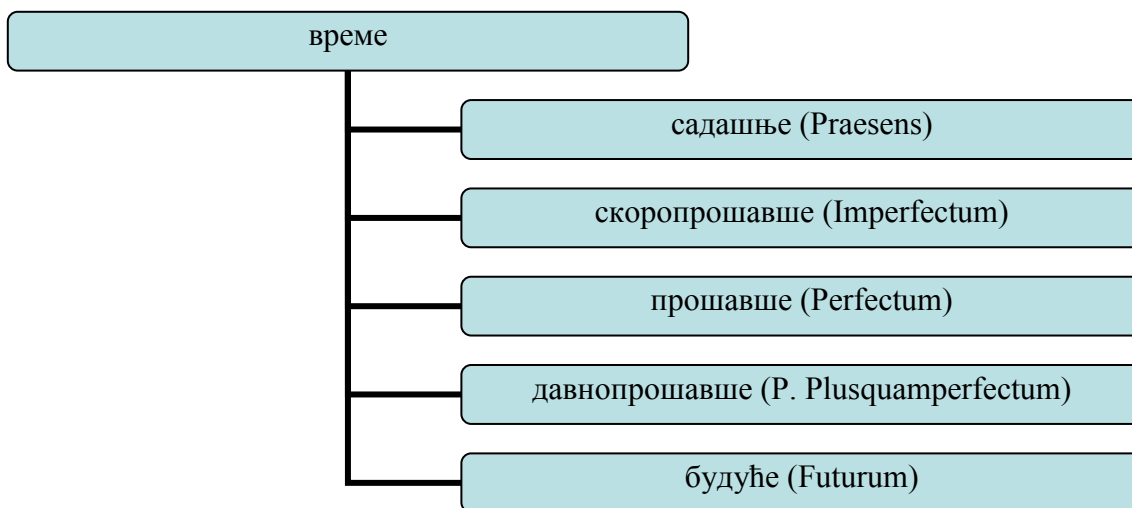 време
садашње (Praesens)
скоропрошавше (Imperfectum)
прошавше (Perfectum)
давнопрошавше (P. Plusquamperfectum)
будуће (Futurum)